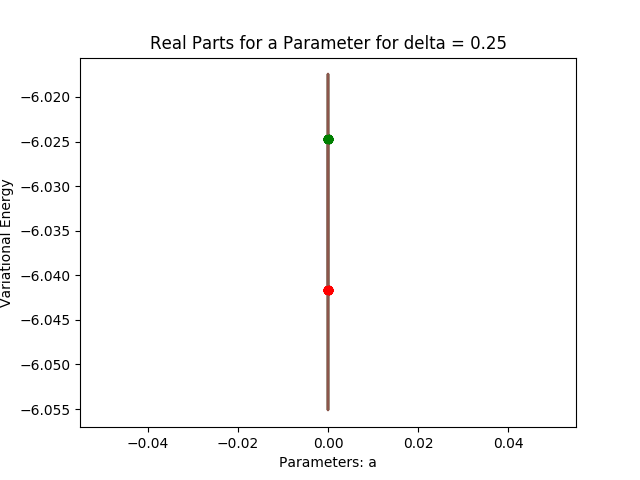 Real Parts for a Parameter for delta = 0.25
Variational Energy
−6.020
−6.025
−6.030
−6.035
−6.040
−6.045
−6.050
−6.055
−0.04 −0.02 0.00 0.02 0.04
Parameters: a